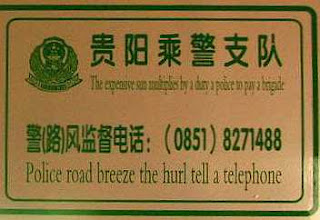 贵阳乘警支队
The expensive sun multiplies by a duty a police to pay a brigade
警(路)风监督电话：(0851) 8271488
Police road breeze the hurl tell a telephone